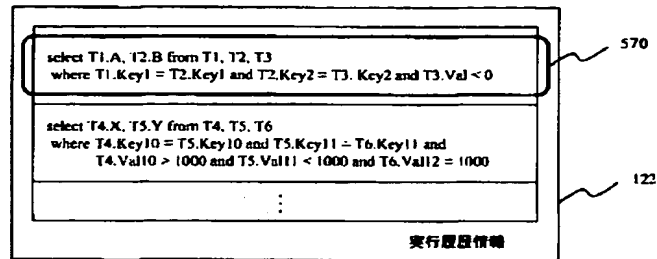 select T1.A, T2.B from T1, T2, T3
where T1.Key1 = T2.Key1 and T2.Key2 = T3. Key2 and T3.Val < 0
570
select T4.X, T5.Y from T4, T5, T6
where T4.Key10 = T5.Key10 and T5.Key11 = T6.Key11 and
T4.Val10 > 1000 and T5.Val11 < 1000 and T6.Val12 = 1000
⋮
122
実行履歴情報